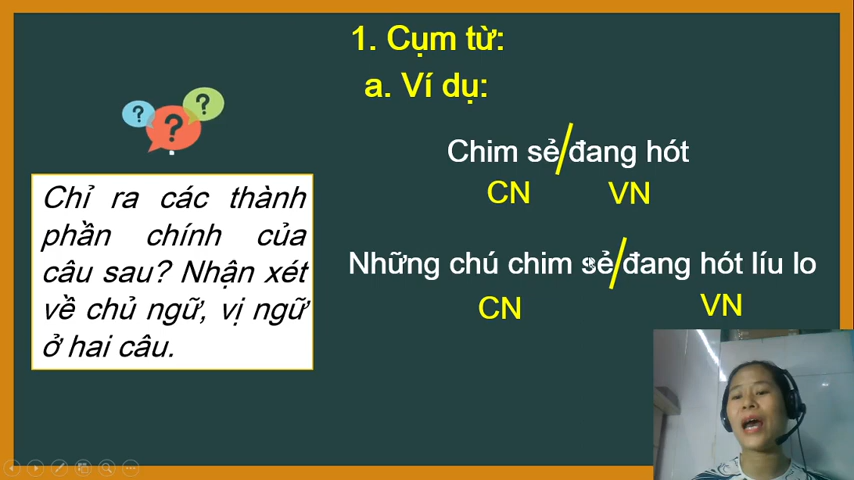 1. Cụm từ:
a. Ví dụ:
? ? ?
Chỉ ra các thành
phần chính của
câu sau? Nhận xét
về chủ ngữ, vị ngữ
ở hai câu.
Chim sẻ/đang hót
CN VN
Những chú chim sẻ/đang hót líu lo
CN VN